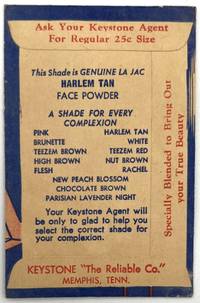 Ask Your Keystone Agent
For Regular 25c Size
This Shade is GENUINE LA JAC
HARLEM TAN
FACE POWDER
A SHADE FOR EVERY
COMPLEXION
PINK HARLEM TAN
BRUNETTE WHITE
TEEZEM BROWN TEEZEM RED
HIGH BROWN NUT BROWN
FLESH RACHEL
NEW PEACH BLOSSOM
CHOCOLATE BROWN
PARISIAN LAVENDER NIGHT
Your Keystone Agent will
be only to glad to help you
select the correct shade for
your complexion.
KEYSTONE "The Reliable Co."
MEMPHIS, TENN.
Specially Blended to Bring Out
your True Beauty